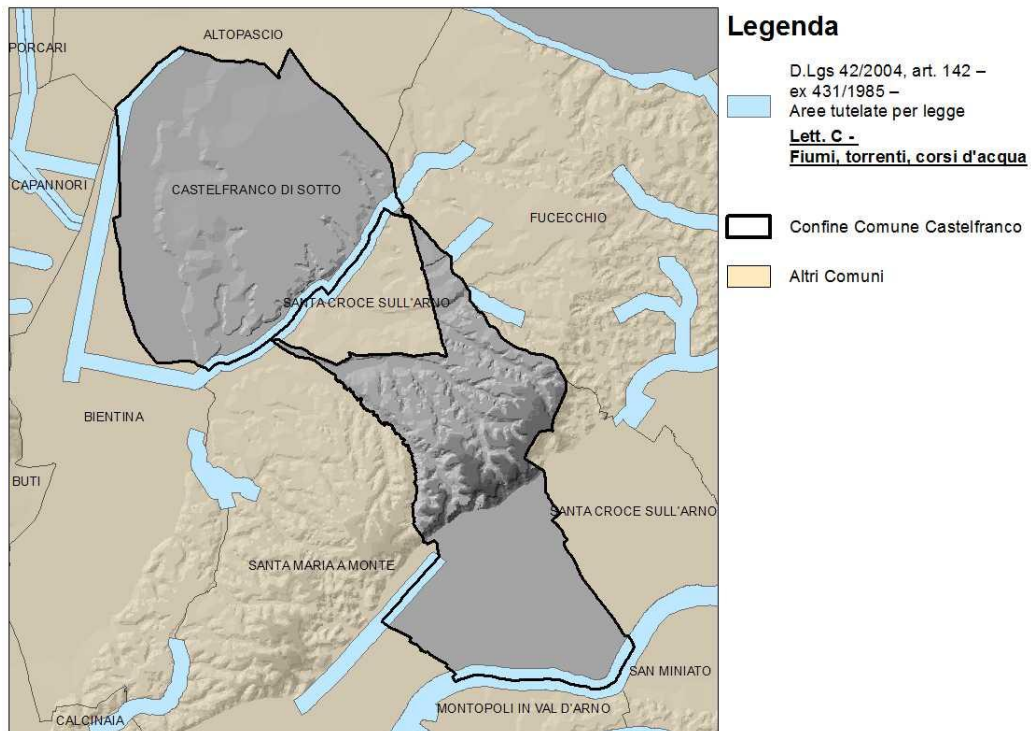 ALTOPASCIO
PORCARI
CAPANNORI
CASTELFRANCO DI SOTTO
FUCECCHIO
SANTA CROCE SULL'ARNO
BIENTINA
BUTI
SANTA CROCE SULL'ARNO
SANTA MARIA A MONTE
SAN MINIATO
MONTOPOLI IN VAL D'ARNO
CALCINAIA
Legenda
D.Lgs 42/2004, art. 142 –
ex 431/1985 –
Aree tutelate per legge
Lett. C -
Fiumi, torrenti, corsi d'acqua
Confine Comune Castelfranco
Altri Comuni